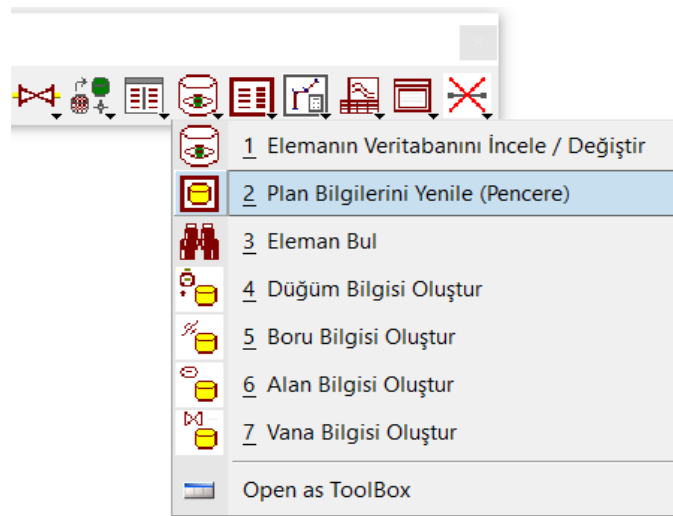 1 Elemanın Veritabanını İncele / Değiştir
2 Plan Bilgilerini Yenile (Pencere)
3 Eleman Bul
4 Düğüm Bilgisi Oluştur
5 Boru Bilgisi Oluştur
6 Alan Bilgisi Oluştur
7 Vana Bilgisi Oluştur
Open as ToolBox